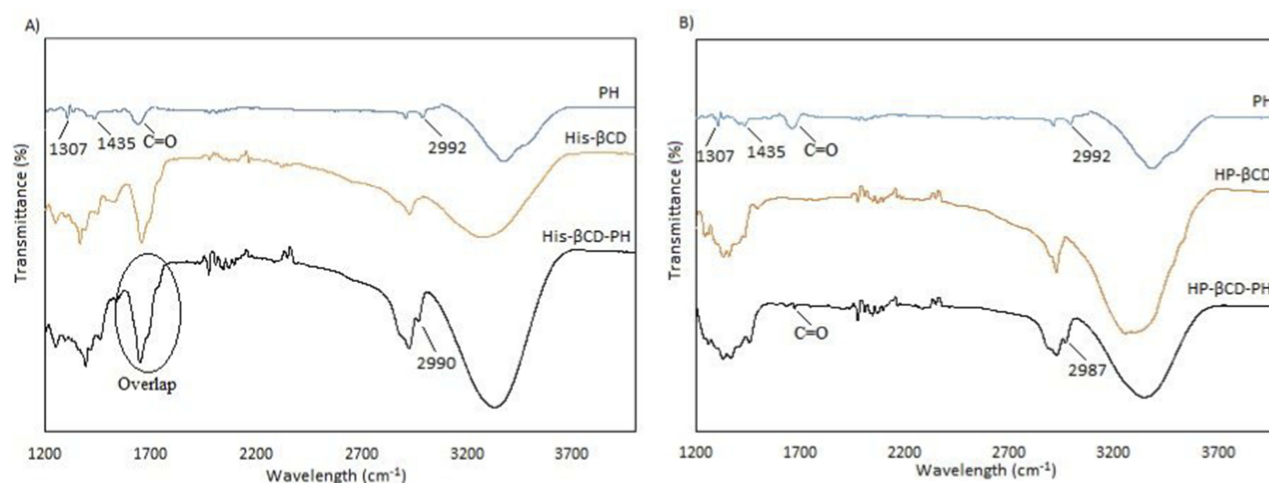 A)
Transmittance (%)
PH
1307
1435
C=O
2992
His-βCD
His-βCD-PH
2990
Overlap
1200
1700
2200
2700
3200
3700
Wavelength (cm⁻¹)
B)
Transmittance (%)
PH
1307
1435
C=O
2992
HP-βCD
HP-βCD-PH
C=O
2987
1200
1700
2200
2700
3200
3700
Wavelength (cm⁻¹)